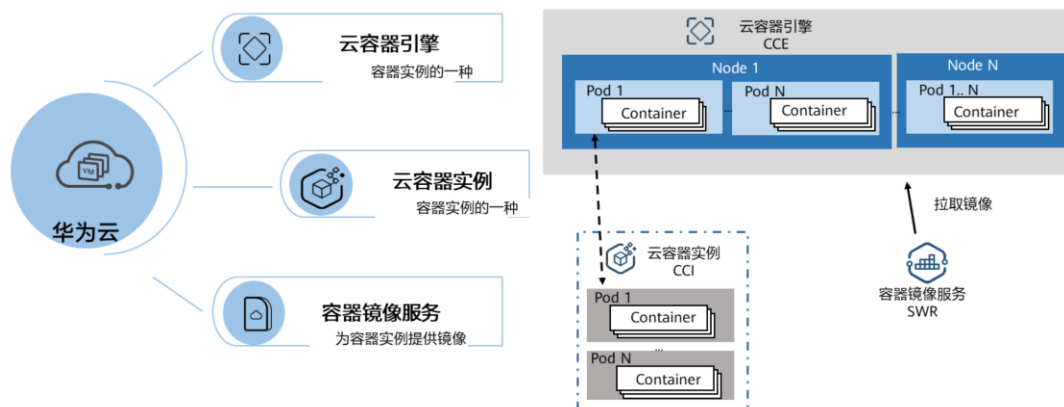 云容器引擎
容器实例的一种
VM
华为云
云容器实例
容器实例的一种
容器镜像服务
为容器实例提供镜像
云容器引擎
CCE
Node 1
Pod 1
Container
...
Pod N
Container
...
Node N
Pod 1.. N
Container
拉取镜像
容器镜像服务
SWR
云容器实例
CCI
Pod 1
Container
...
Pod N
Container